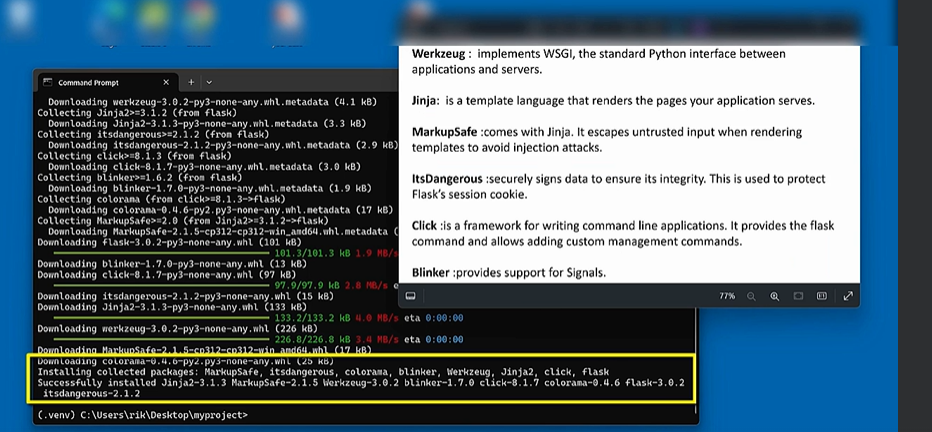 Command Prompt
Downloading werkzeug-3.0.2-py3-none-any.whl.metadata (4.1 kB)
Collecting Jinja2>=3.1.2 (from flask)
Downloading Jinja2-3.1.3-py3-none-any.whl.metadata (3.3 kB)
Collecting itsdangerous>=2.1.2 (from flask)
Downloading itsdangerous-2.1.2-py3-none-any.whl.metadata (2.9 kB)
Collecting click>=8.1.3 (from flask)
Downloading click-8.1.7-py3-none-any.whl.metadata (3.0 kB)
Collecting blinker>=1.6.2 (from flask)
Downloading blinker-1.7.0-py3-none-any.whl.metadata (1.9 kB)
Collecting colorama (from click>=8.1.3->flask)
Downloading colorama-0.4.6-py2.py3-none-any.whl.metadata (17 kB)
Collecting MarkupSafe>=2.0 (from Jinja2>=3.1.2->flask)
Downloading MarkupSafe-2.1.5-cp312-cp312-win_amd64.whl.metadata (
Downloading flask-3.0.2-py3-none-any.whl (101 kB)
101.3/101.3 kB 1.9 MB/s
Downloading blinker-1.7.0-py3-none-any.whl (13 kB)
Downloading click-8.1.7-py3-none-any.whl (97 kB)
97.9/97.9 kB 2.8 MB/s e
Downloading itsdangerous-2.1.2-py3-none-any.whl (15 kB)
Downloading Jinja2-3.1.3-py3-none-any.whl (133 kB)
133.2/133.2 kB 4.0 MB/s eta 0:00:00
Downloading werkzeug-3.0.2-py3-none-any.whl (226 kB)
226.8/226.8 kB 3.4 MB/s eta 0:00:00
Downloading MarkupSafe-2.1.5-cp312-cp312-win_amd64.whl (17 kB)
Downloading colorama-0.4.6-py2.py3-none-any.whl (25 kB)
Installing collected packages: MarkupSafe, itsdangerous, colorama, blinker, Werkzeug, Jinja2, click, flask
Successfully installed Jinja2-3.1.3 MarkupSafe-2.1.5 Werkzeug-3.0.2 blinker-1.7.0 click-8.1.7 colorama-0.4.6 flask-3.0.2
itsdangerous-2.1.2
(.venv) C:\Users\rik\Desktop\myproject>
Werkzeug : implements WSGI, the standard Python interface between
applications and servers.
Jinja: is a template language that renders the pages your application serves.
MarkupSafe :comes with Jinja. It escapes untrusted input when rendering
templates to avoid injection attacks.
ItsDangerous :securely signs data to ensure its integrity. This is used to protect
Flask's session cookie.
Click :is a framework for writing command line applications. It provides the flask
command and allows adding custom management commands.
Blinker :provides support for Signals.
77%